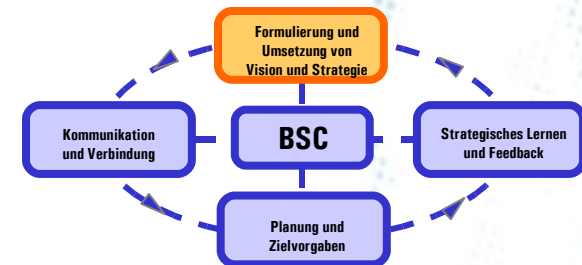 Formulierung und
Umsetzung von
Vision und Strategie
Kommunikation
und Verbindung
BSC
Strategisches Lernen
und Feedback
Planung und
Zielvorgaben